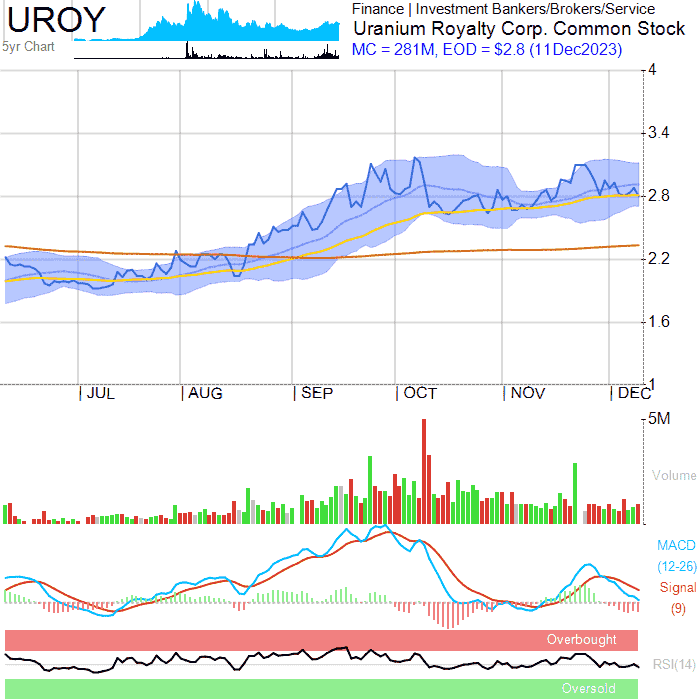 UROY
Finance | Investment Bankers/Brokers/Service
Uranium Royalty Corp. Common Stock
5yr Chart
MC = 281M, EOD = $2.8 (11Dec2023)
4
3.4
2.8
2.2
1.6
1
JUL AUG SEP OCT NOV DEC
5M
Volume
MACD
(12-26)
Signal
(9)
Overbought
RSI(14)
Oversold